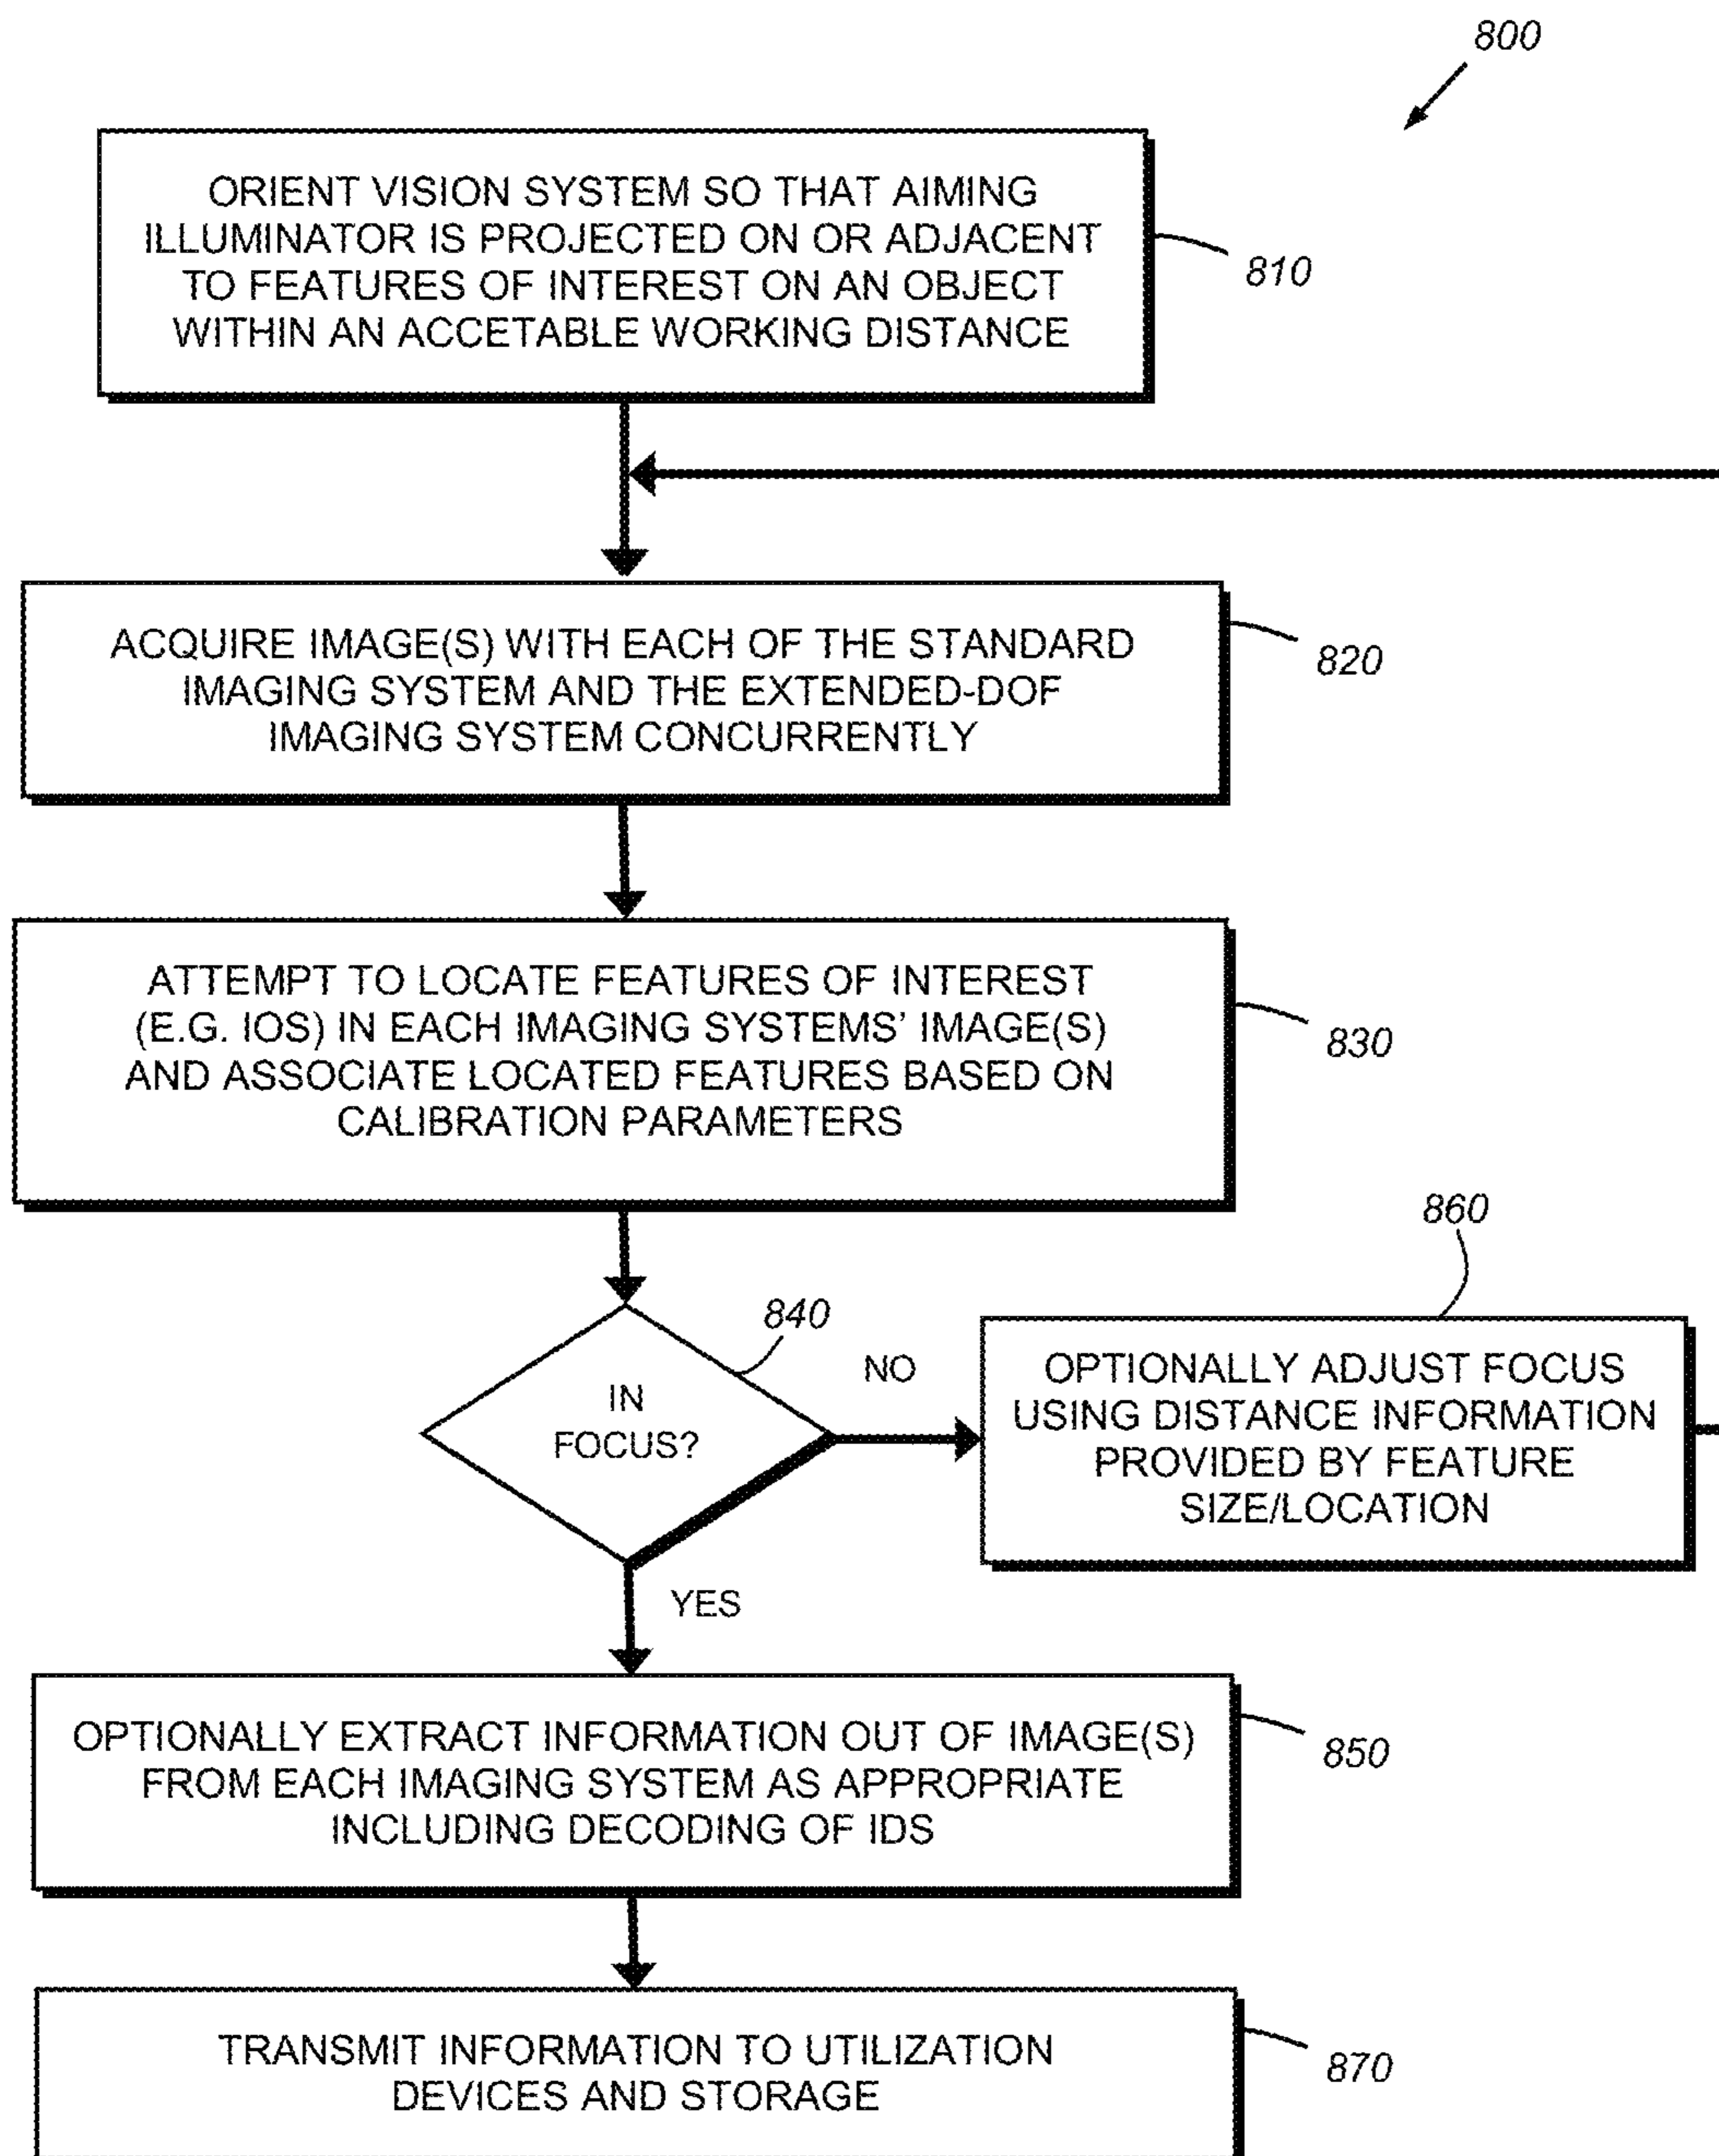 800
ORIENT VISION SYSTEM SO THAT AIMING
ILLUMINATOR IS PROJECTED ON OR ADJACENT
TO FEATURES OF INTEREST ON AN OBJECT
WITHIN AN ACCETABLE WORKING DISTANCE
810
ACQUIRE IMAGE(S) WITH EACH OF THE STANDARD
IMAGING SYSTEM AND THE EXTENDED-DOF
IMAGING SYSTEM CONCURRENTLY
820
ATTEMPT TO LOCATE FEATURES OF INTEREST
(E.G. IOS) IN EACH IMAGING SYSTEMS' IMAGE(S)
AND ASSOCIATE LOCATED FEATURES BASED ON
CALIBRATION PARAMETERS
830
840
IN
FOCUS?
NO
860
OPTIONALLY ADJUST FOCUS
USING DISTANCE INFORMATION
PROVIDED BY FEATURE
SIZE/LOCATION
YES
OPTIONALLY EXTRACT INFORMATION OUT OF IMAGE(S)
FROM EACH IMAGING SYSTEM AS APPROPRIATE
INCLUDING DECODING OF IDS
850
TRANSMIT INFORMATION TO UTILIZATION
DEVICES AND STORAGE
870